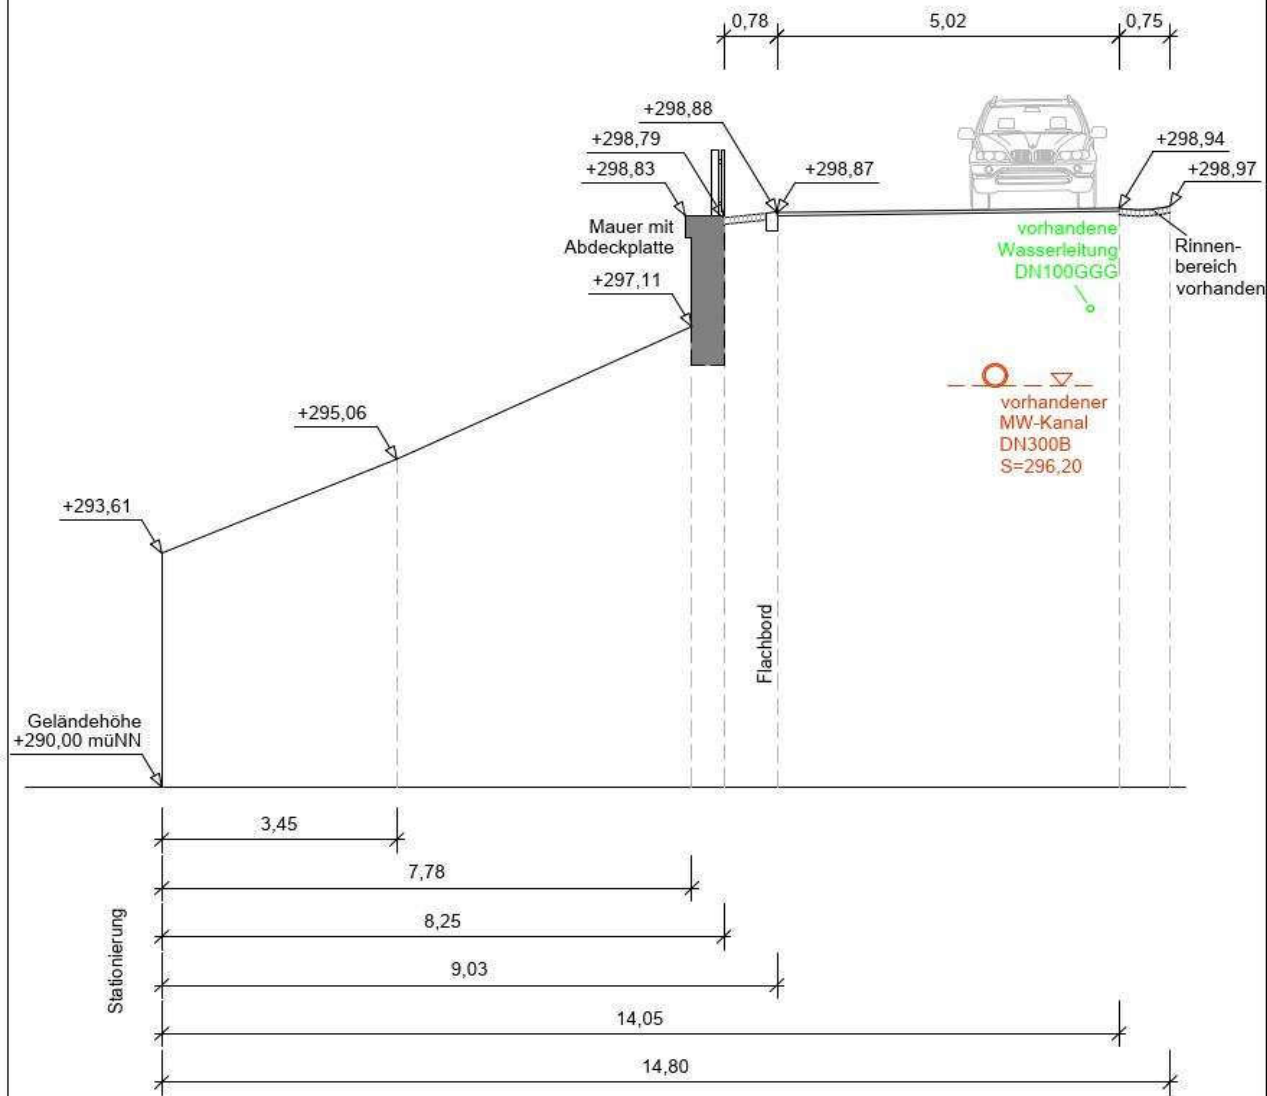 0,78
5,02
0,75
+298,88
+298,79
+298,83
+298,87
+298,94
+298,97
Mauer mit
Abdeckplatte
vorhandene
Wasserleitung
DN100GGG
Rinnen-
bereich
vorhanden
+297,11
vorhandener
MW-Kanal
DN300B
S=296,20
+295,06
+293,61
Flachbord
Geländehöhe
+290,00 müNN
Stationierung
3,45
7,78
8,25
9,03
14,05
14,80